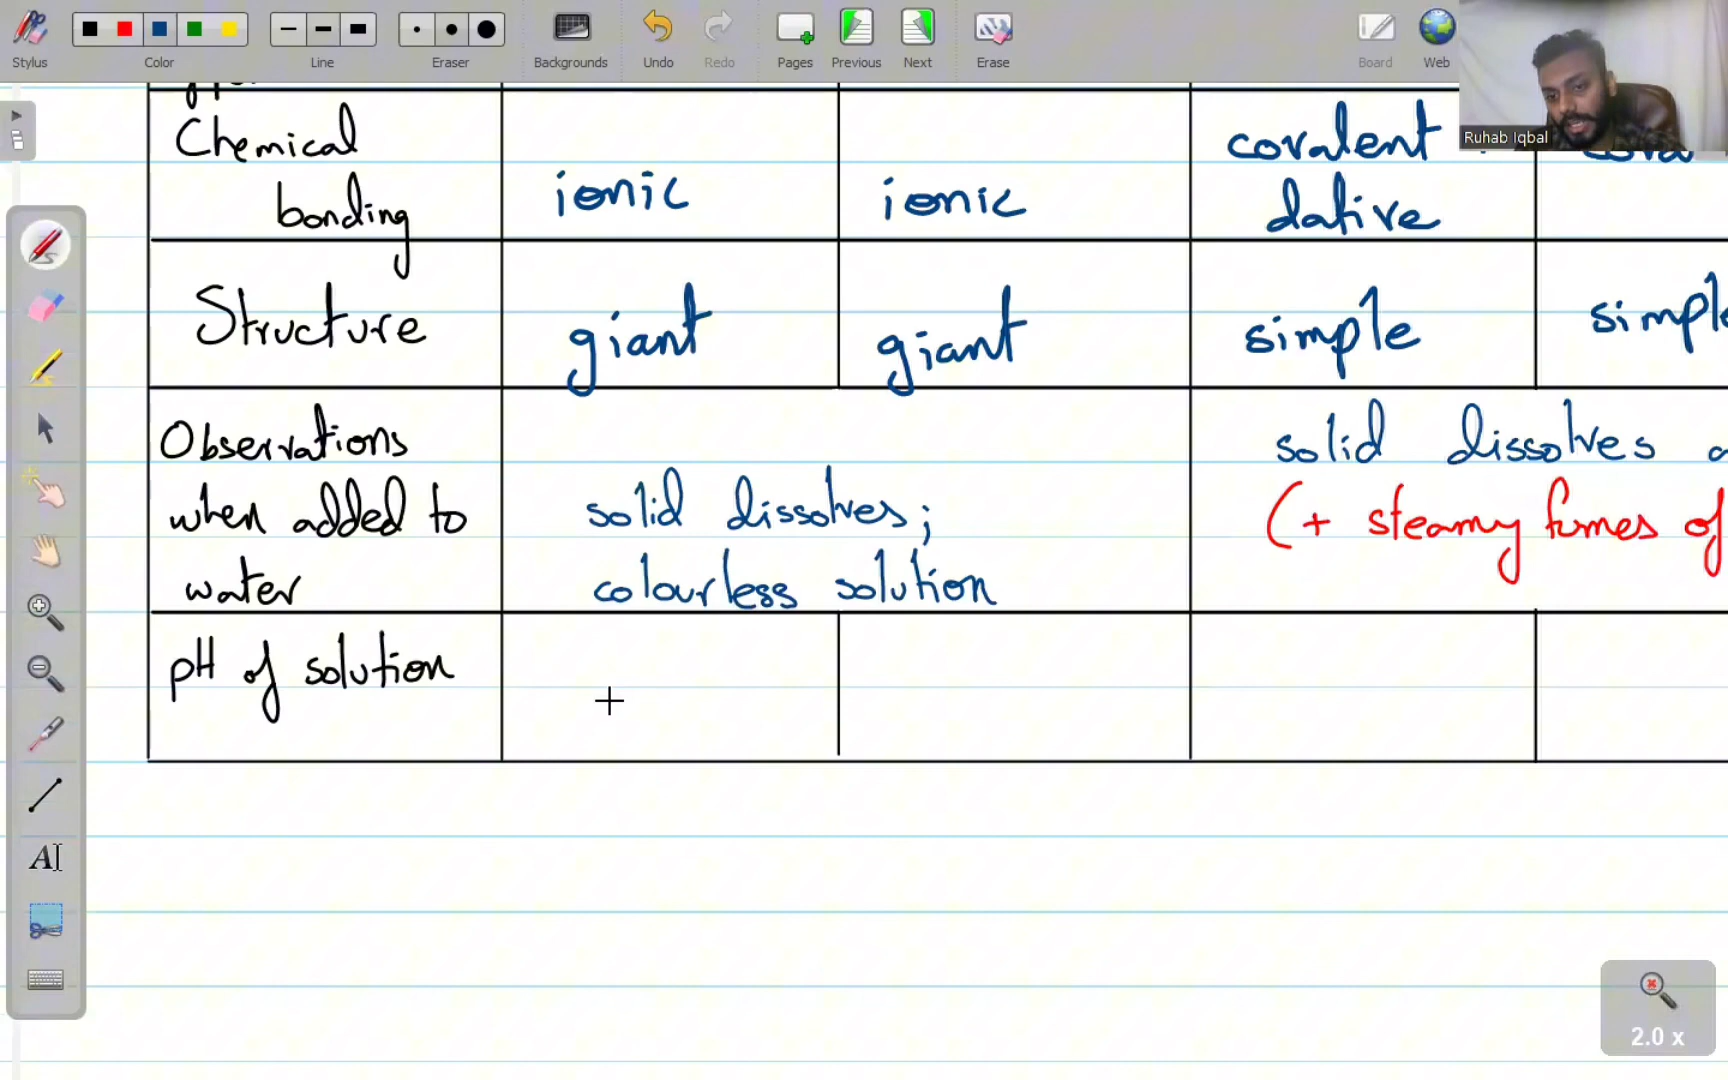 Stylus
Color
Line
Eraser
Backgrounds
Undo
Redo
Pages
Previous
Next
Erase
Board
Web
Ruhab Iqbal
Chemical bonding
ionic
ionic
covalent
dative
Structure
giant
giant
simple
simple
Observations
when added to
water
solid dissolves;
colourless solution
solid dissolves
(+ steamy fumes of
pH of solution
AI
2.0 x